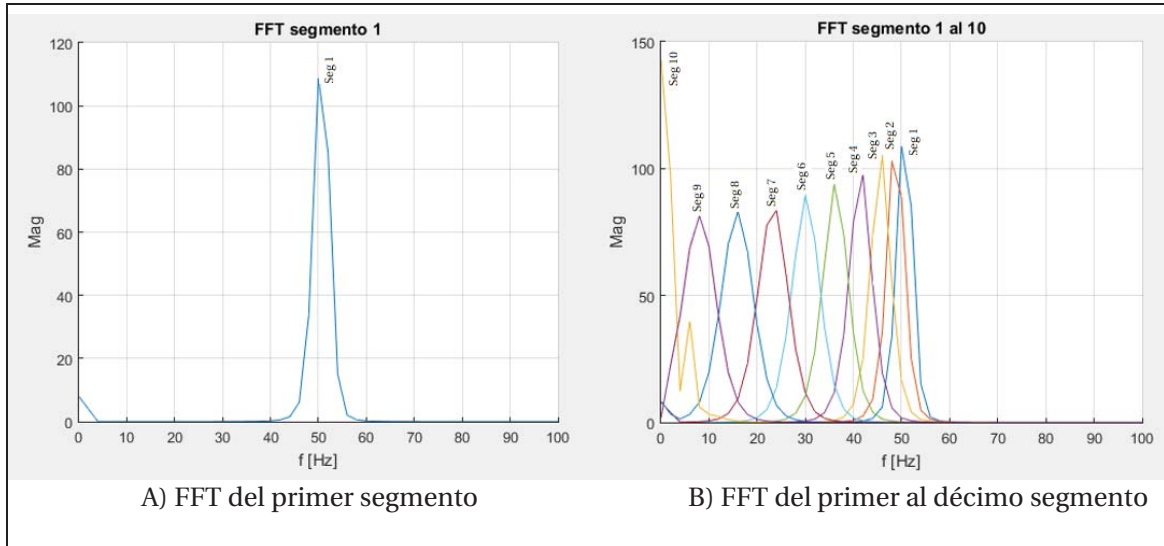 FFT segmento 1
120
100
80
60
40
20
0
Mag
Seg 1
0 10 20 30 40 50 60 70 80 90 100
f [Hz]
A) FFT del primer segmento
FFT segmento 1 al 10
150
100
50
0
Mag
Seg 10
Seg 9
Seg 8
Seg 7
Seg 6
Seg 5
Seg 4
Seg 3
Seg 2
Seg 1
0 10 20 30 40 50 60 70 80 90 100
f [Hz]
B) FFT del primer al décimo segmento